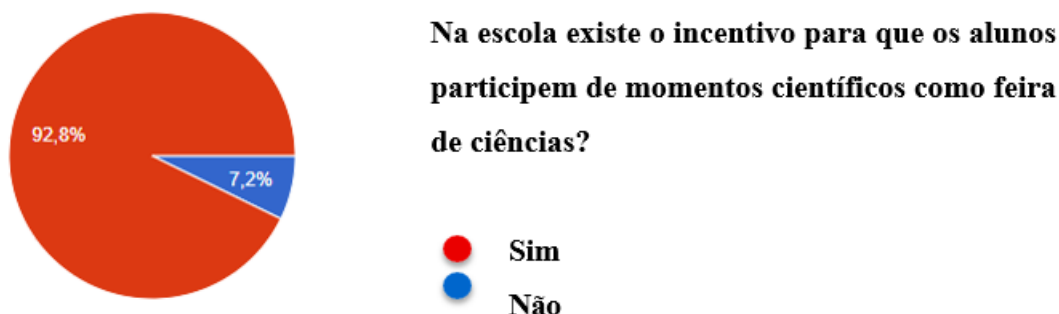 Na escola existe o incentivo para que os alunos
participem de momentos científicos como feira
de ciências?
92,8%
7,2%
Sim
Não